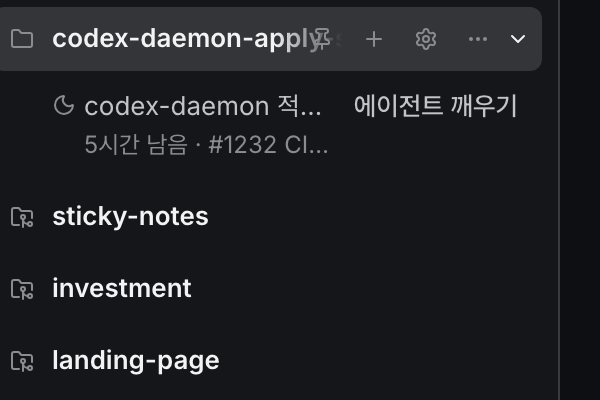 codex-daemon-apply
codex-daemon 적... 에이전트 깨우기
5시간 남음 · #1232 CI...
sticky-notes
investment
landing-page